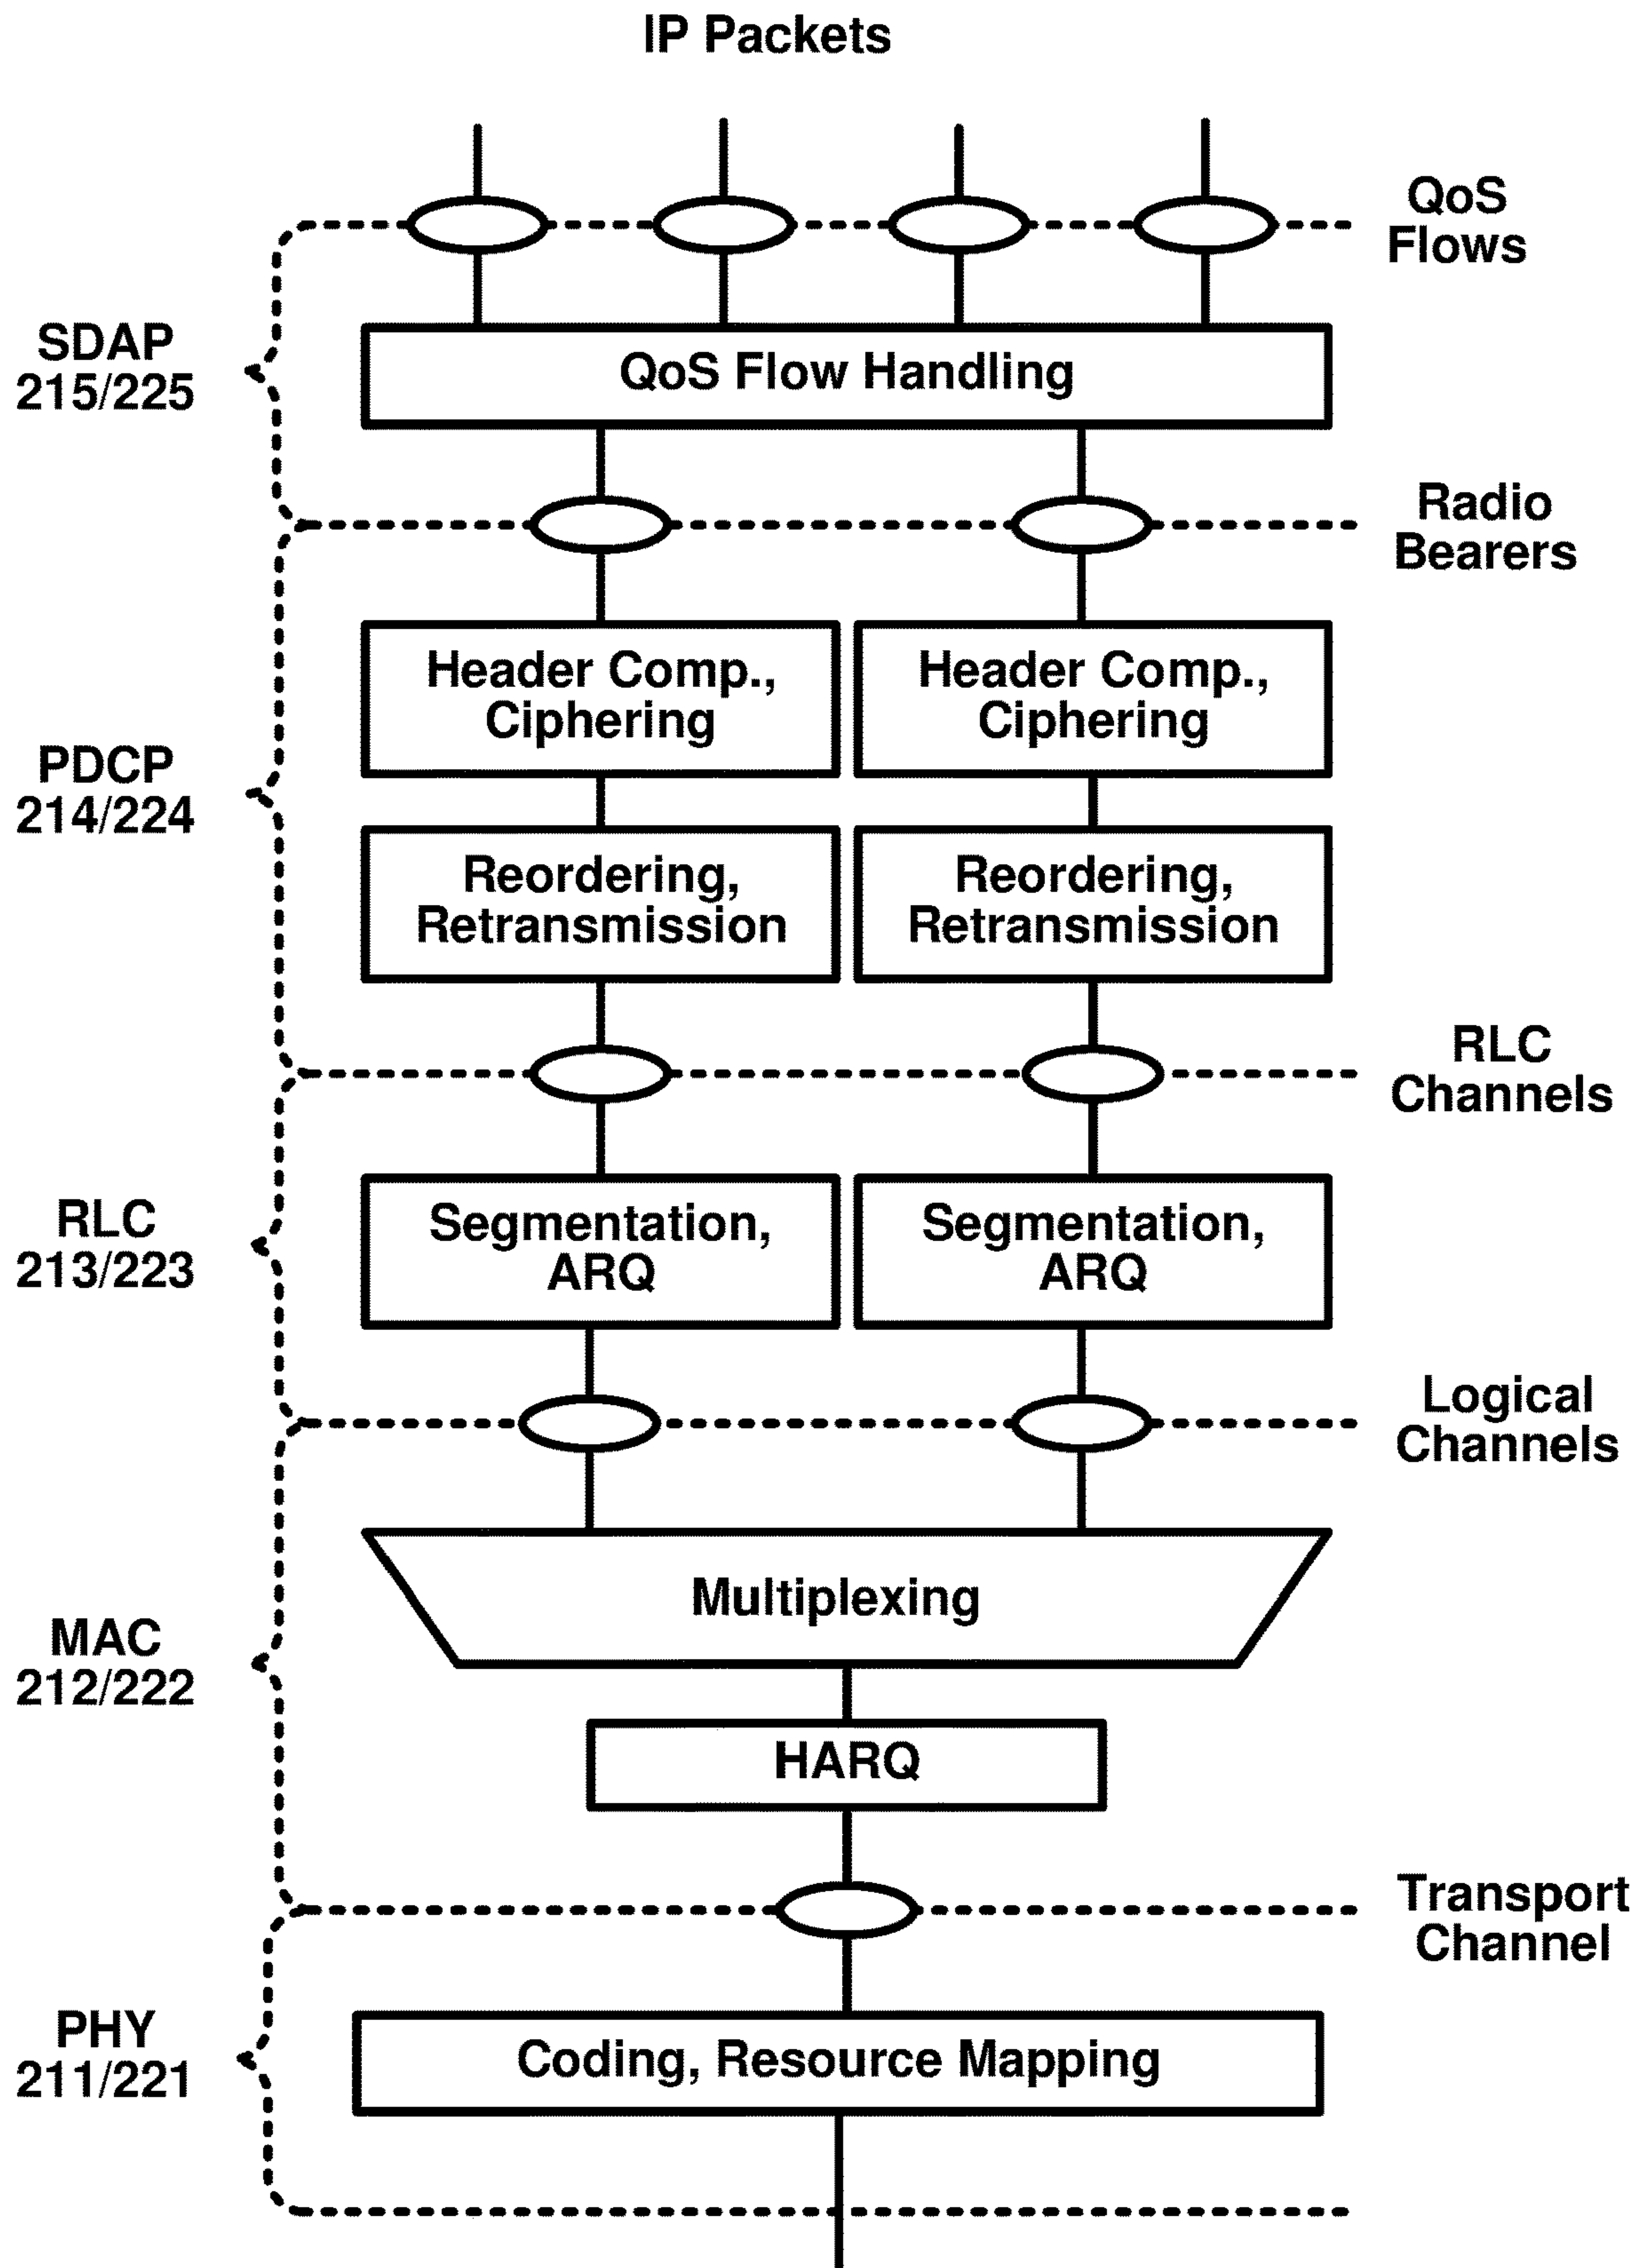 IP Packets
QoS
Flows
SDAP
215/225
QoS Flow Handling
Radio
Bearers
Header Comp.,
Ciphering
Header Comp.,
Ciphering
PDCP
214/224
Reordering,
Retransmission
Reordering,
Retransmission
RLC
Channels
RLC
213/223
Segmentation,
ARQ
Segmentation,
ARQ
Logical
Channels
Multiplexing
MAC
212/222
HARQ
Transport
Channel
PHY
211/221
Coding, Resource Mapping